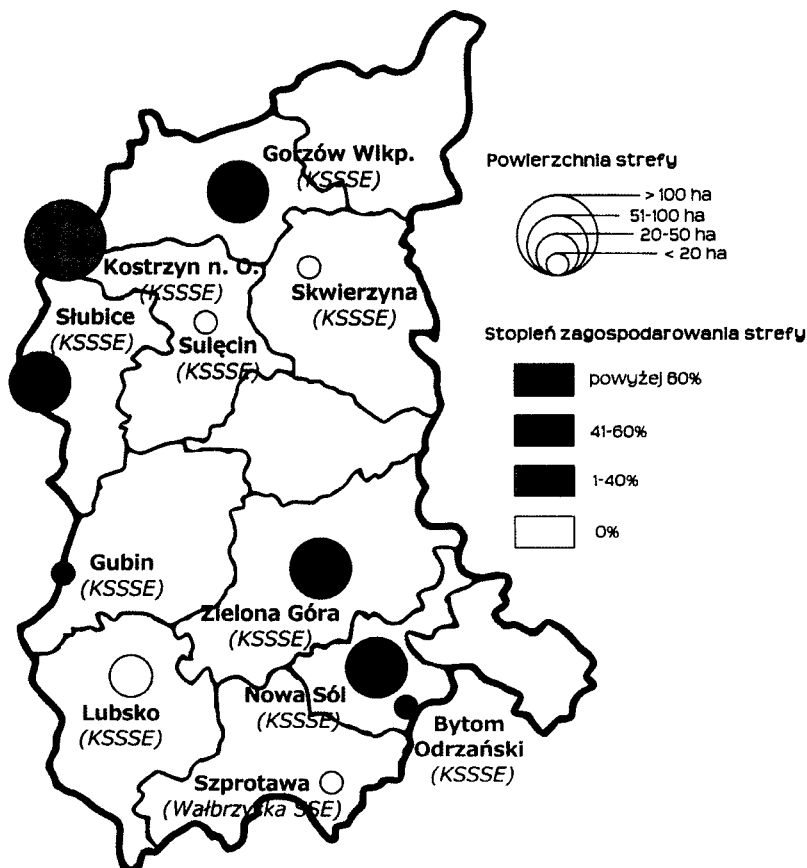 Gorzów Wlkp.
(KSSSE)
Kostrzyn n. O.
(KSSSE)
Skwierzyna
(KSSSE)
Słubice
(KSSSE)
Sulęcin
(KSSSE)
Gubin
(KSSSE)
Zielona Góra
(KSSSE)
Lubsko
(KSSSE)
Nowa Sól
(KSSSE)
Bytom
Odrzański
(KSSSE)
Szprotawa
(Wałbrzyska SSE)
Powierzchnia strefy
> 100 ha
51-100 ha
20-50 ha
< 20 ha
Stopień zagospodarowania strefy
powyżej 60%
41-60%
1-40%
0%